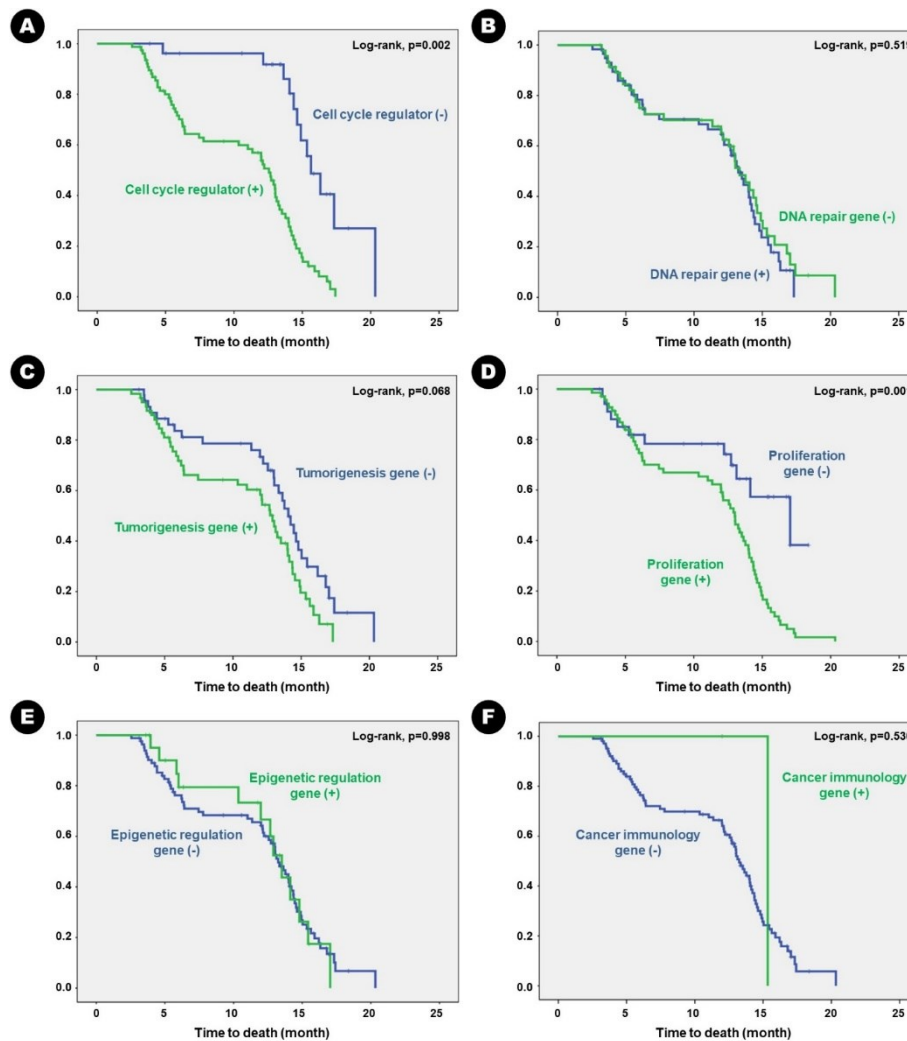 A
Log-rank, p=0.002
1.0
0.8
0.6
0.4
0.2
0.0
Cell cycle regulator (-)
Cell cycle regulator (+)
0 5 10 15 20 25
Time to death (month)
B
Log-rank, p=0.519
1.0
0.8
0.6
0.4
0.2
0.0
DNA repair gene (-)
DNA repair gene (+)
0 5 10 15 20 25
Time to death (month)
C
Log-rank, p=0.068
1.0
0.8
0.6
0.4
0.2
0.0
Tumorigenesis gene (-)
Tumorigenesis gene (+)
0 5 10 15 20 25
Time to death (month)
D
Log-rank,
1.0
0.8
0.6
0.4
0.2
0.0
Proliferation
gene (-)
Proliferation
gene (+)
0 5 10 15 20 25
Time to death (month)
E
Log-rank, p=0.998
1.0
0.8
0.6
0.4
0.2
0.0
Epigenetic regulation
gene (+)
Epigenetic regulation
gene (-)
0 5 10 15 20 25
Time to death (month)
F
Log-rank,
1.0
0.8
0.6
0.4
0.2
0.0
Cancer immunology
gene (+)
Cancer immunology
gene (-)
0 5 10 15 20 25
Time to death (month)